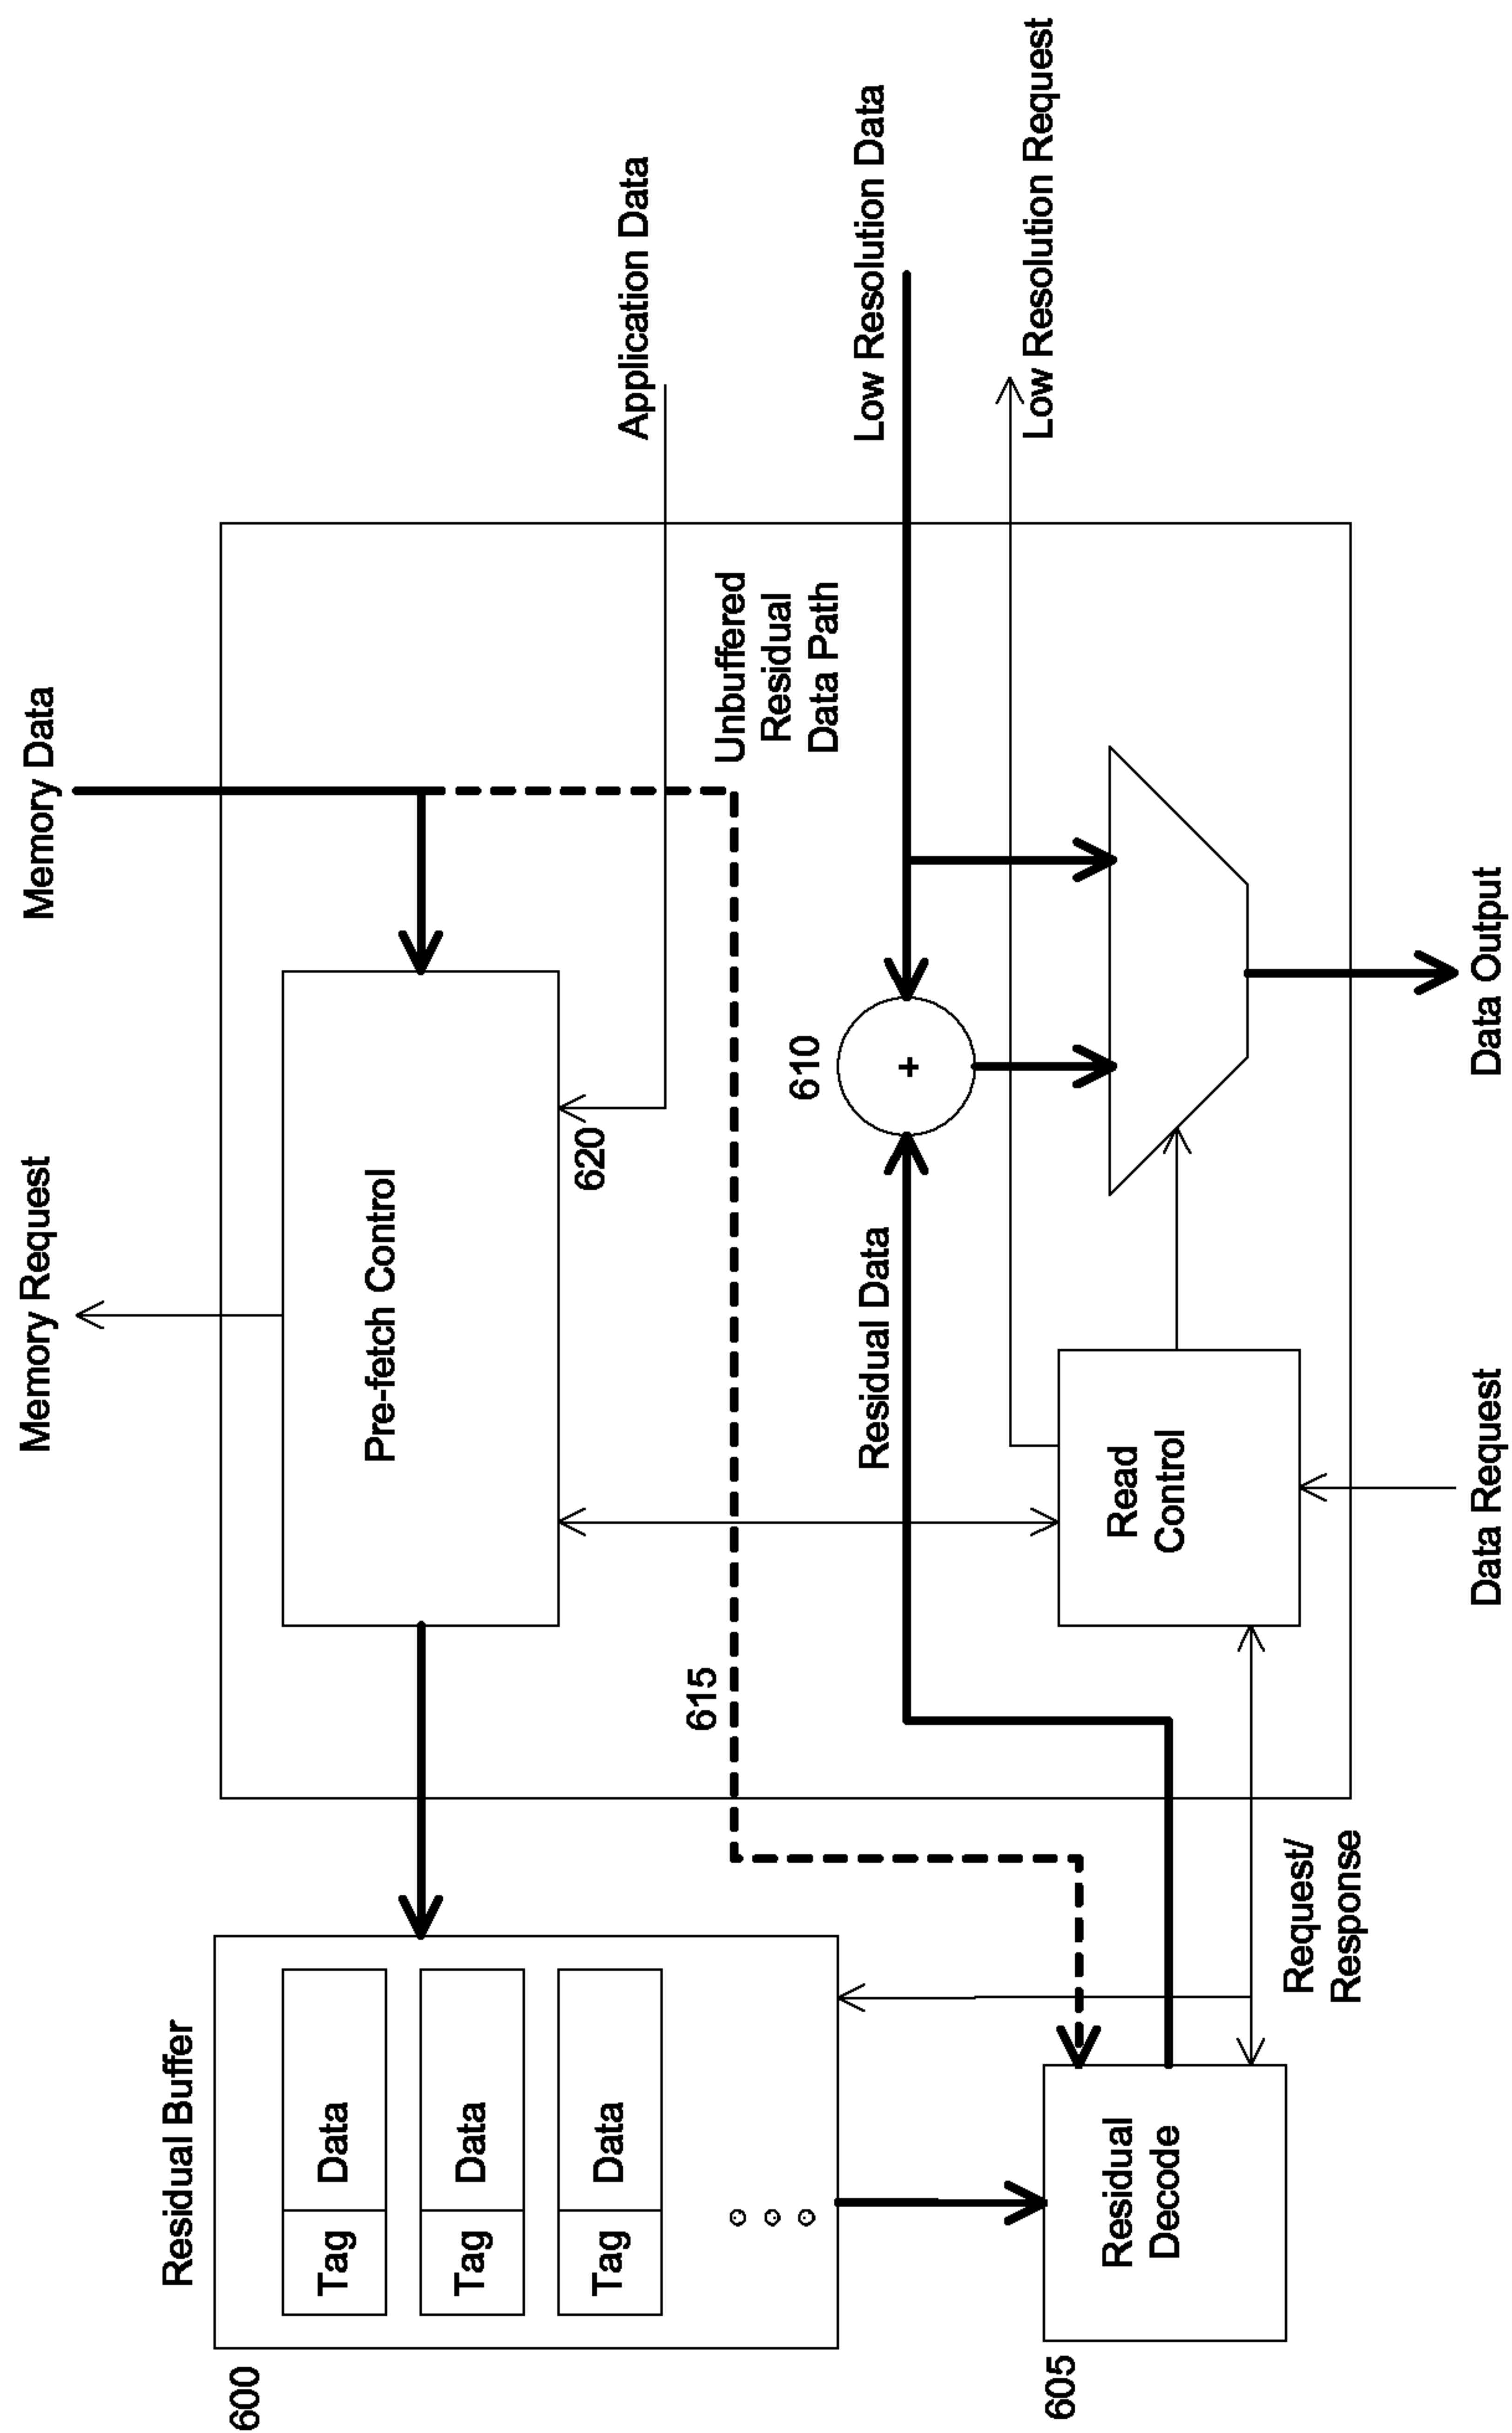 Memory Request
Memory Data
Residual Buffer
600
Tag
Data
Tag
Data
Tag
Data
Pre-fetch Control
620
Application Data
615
Unbuffered
Residual
Data Path
Residual Data
610
+
Low Resolution Data
Low Resolution Request
605
Residual
Decode
Request/
Response
Read
Control
Data Request
Data Output